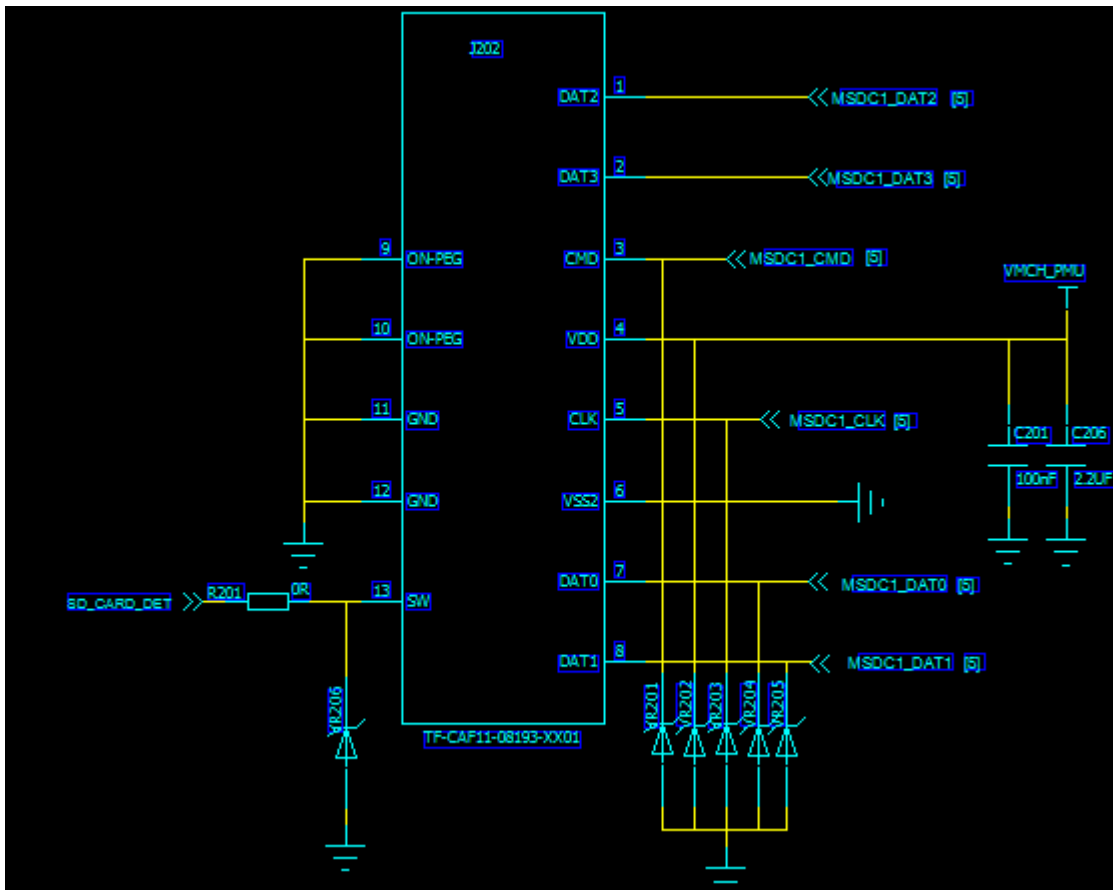 J202
1
DAT2
MSDC1_DAT2 [5]
2
DAT3
MSDC1_DAT3 [5]
9
ON-PEG
3
CMD
MSDC1_CMD [5]
VMCH_PMU
10
ON-PEG
4
VDD
11
GND
5
CLK
MSDC1_CLK [5]
C201
C206
100nF
2.2UF
12
GND
6
VSS2
7
DAT0
MSDC1_DAT0 [5]
SD_CARD_DET
R201
0R
13
SW
8
DAT1
MSDC1_DAT1 [5]
VR206
VR201
VR202
VR203
VR204
VR205
TF-CAF11-08193-XX01